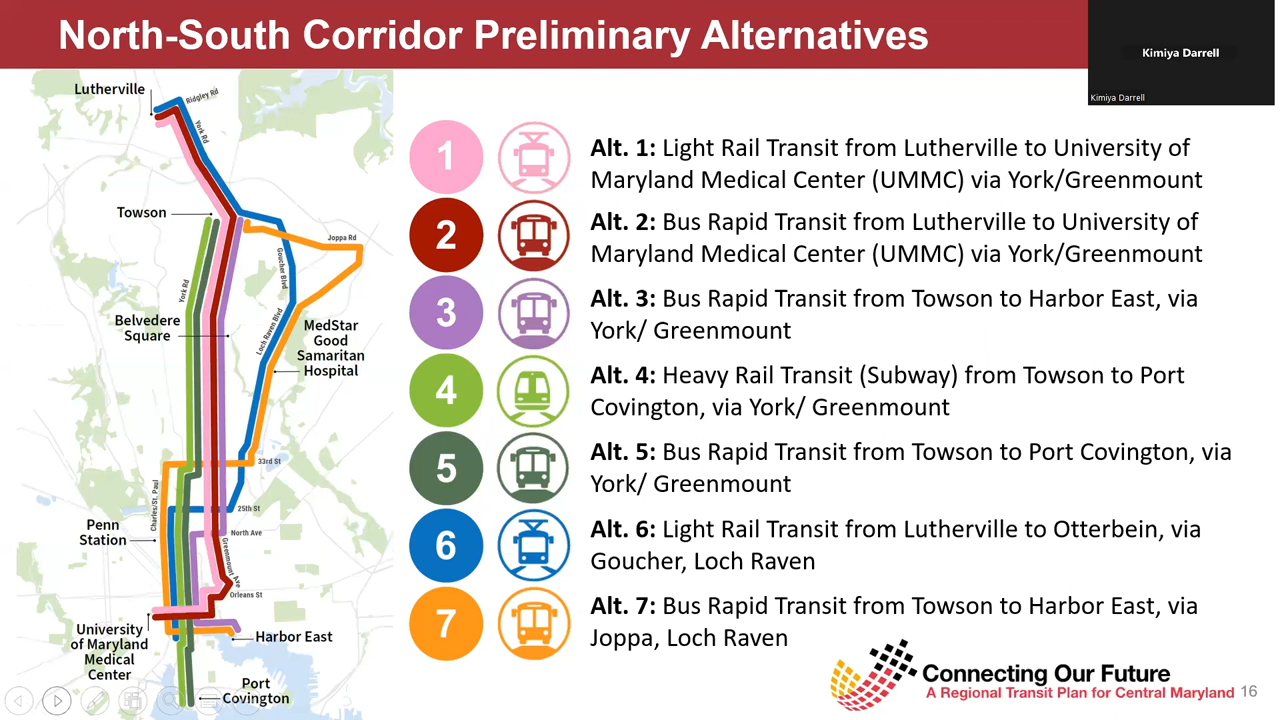 North-South Corridor Preliminary Alternatives
Kimiya Darrell
Kimiya Darrell
Lutherville
Ridgley Rd
York Rd
Towson
Joppa Rd
Goucher Blvd
York Rd
Belvedere
Square
Loch Raven Blvd
MedStar
Good
Samaritan
Hospital
33rd St
Charles/St. Paul
25th St
Penn
Station
North Ave
Greenmount Ave
Orleans St
University
of Maryland
Medical
Center
Harbor East
Port
Covington
1
Alt. 1: Light Rail Transit from Lutherville to University of
Maryland Medical Center (UMMC) via York/Greenmount
2
Alt. 2: Bus Rapid Transit from Lutherville to University of
Maryland Medical Center (UMMC) via York/Greenmount
3
Alt. 3: Bus Rapid Transit from Towson to Harbor East, via
York/ Greenmount
4
Alt. 4: Heavy Rail Transit (Subway) from Towson to Port
Covington, via York/ Greenmount
5
Alt. 5: Bus Rapid Transit from Towson to Port Covington, via
York/ Greenmount
6
Alt. 6: Light Rail Transit from Lutherville to Otterbein, via
Goucher, Loch Raven
7
Alt. 7: Bus Rapid Transit from Towson to Harbor East, via
Joppa, Loch Raven
Connecting Our Future
A Regional Transit Plan for Central Maryland
16